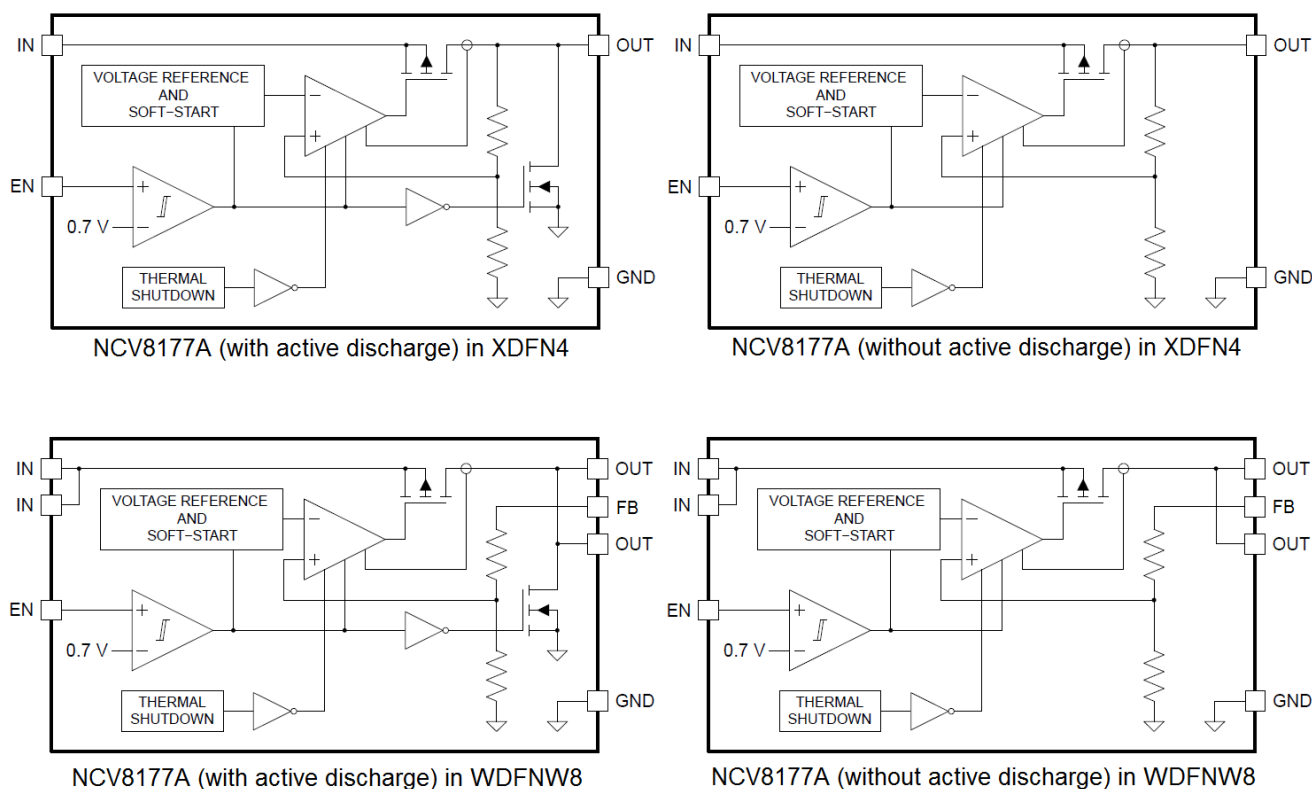 IN
OUT
VOLTAGE REFERENCE
AND
SOFT−START
−
+
EN
+
0.7 V
−
THERMAL
SHUTDOWN
GND
NCV8177A (with active discharge) in XDFN4
IN
OUT
VOLTAGE REFERENCE
AND
SOFT−START
−
+
EN
+
0.7 V
−
THERMAL
SHUTDOWN
GND
NCV8177A (without active discharge) in XDFN4
IN
OUT
IN
FB
VOLTAGE REFERENCE
AND
SOFT−START
−
+
OUT
EN
+
0.7 V
−
THERMAL
SHUTDOWN
GND
NCV8177A (with active discharge) in WDFNW8
IN
OUT
IN
FB
VOLTAGE REFERENCE
AND
SOFT−START
−
+
OUT
EN
+
0.7 V
−
THERMAL
SHUTDOWN
GND
NCV8177A (without active discharge) in WDFNW8